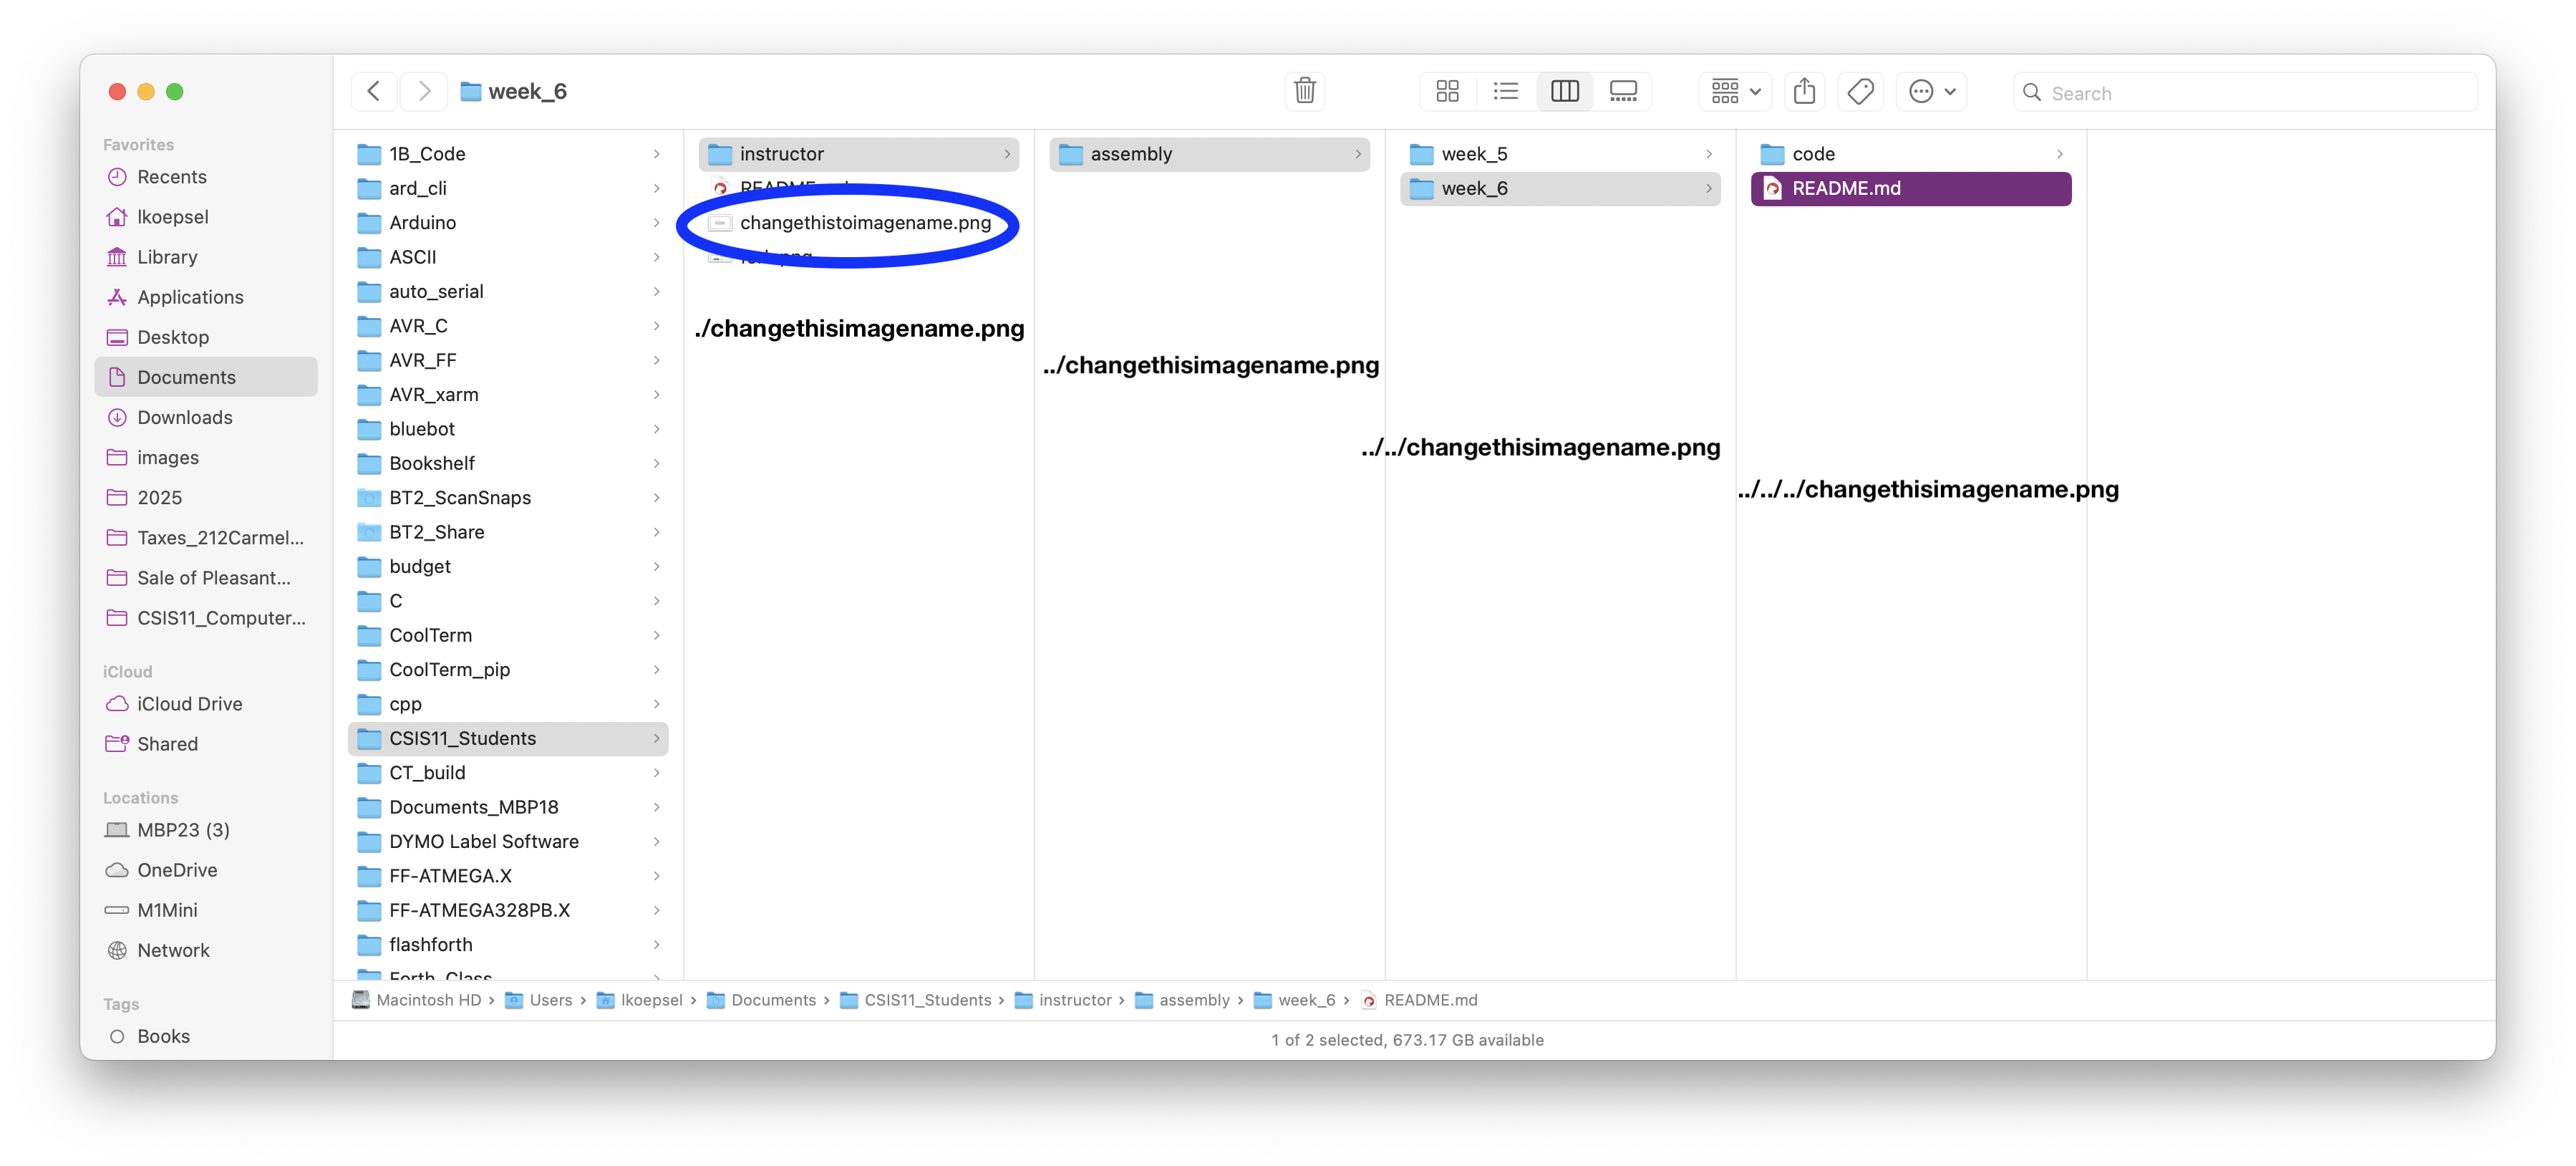 week_6
Search
Favorites
Recents
lkoepsel
Library
Applications
Desktop
Documents
Downloads
images
2025
Taxes_212Carmel...
Sale of Pleasant...
CSIS11_Computer...
iCloud
iCloud Drive
Shared
Locations
MBP23 (3)
OneDrive
M1Mini
Network
Tags
Books
1B_Code
ard_cli
Arduino
ASCII
auto_serial
AVR_C
AVR_FF
AVR_xarm
bluebot
Bookshelf
BT2_ScanSnaps
BT2_Share
budget
C
CoolTerm
CoolTerm_pip
cpp
CSIS11_Students
CT_build
Documents_MBP18
DYMO Label Software
FF-ATMEGA.X
FF-ATMEGA328PB.X
flashforth
Forth_Class
instructor
README.md
changethistoimagename.png
./changethisimagename.png
assembly
../changethisimagename.png
week_5
week_6
../../changethisimagename.png
code
README.md
../../../changethisimagename.png
Macintosh HD › Users › lkoepsel › Documents › CSIS11_Students › instructor › assembly › week_6 › README.md
1 of 2 selected, 673.17 GB available